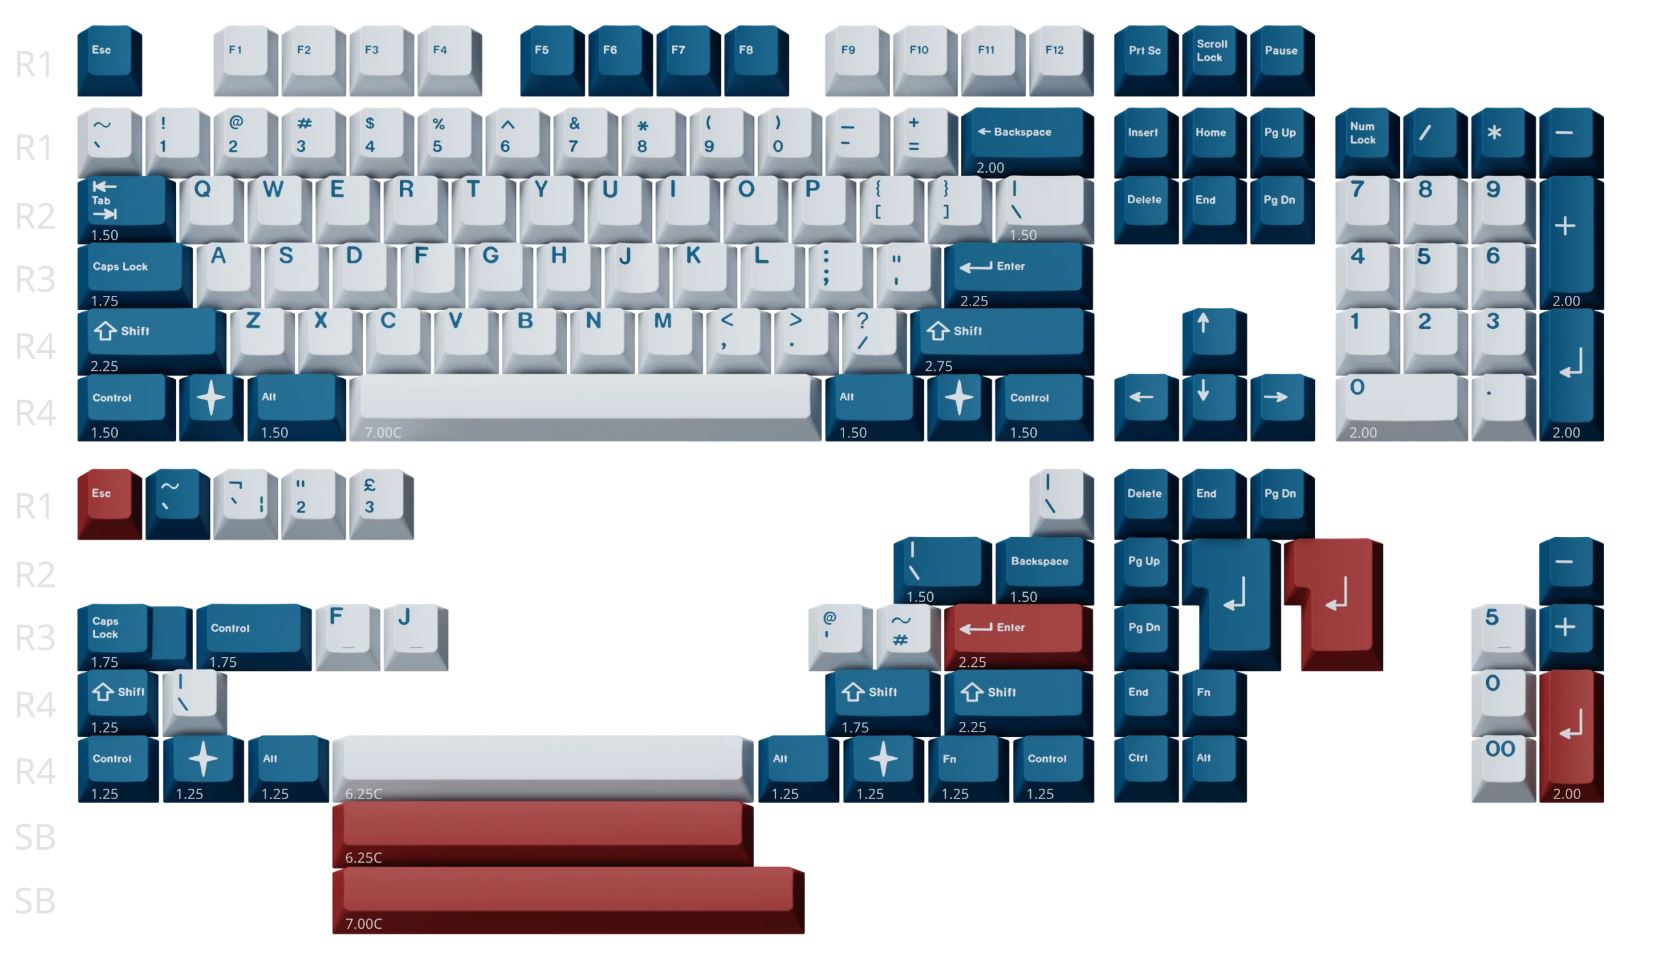 R1 Esc F1 F2 F3 F4 F5 F6 F7 F8 F9 F10 F11 F12 Prt Sc Scroll Lock Pause
R1 ~ ` ! 1 @ 2 # 3 $ 4 % 5 ^ 6 & 7 * 8 ( 9 ) 0 — - + = ← Backspace 2.00 Insert Home Pg Up Num Lock / * −
R2 Tab 1.50 Q W E R T Y U I O P { [ } ] | \ 1.50 Delete End Pg Dn 7 8 9 + 2.00
R3 Caps Lock 1.75 A S D F G H J K L : ; " ' Enter 2.25 4 5 6
R4 Shift 2.25 Z X C V B N M < , > . ? / Shift 2.75 ↑ 1 2 3 2.00
R4 Control 1.50 Alt 1.50 7.00C Alt 1.50 Control 1.50 ← ↓ → 0 2.00 .
R1 Esc ~ ` ¬ ` ¦ " 2 £ 3 | \ Delete End Pg Dn
R2 | \ 1.50 Backspace 1.50 Pg Up −
R3 Caps Lock 1.75 Control 1.75 F _ J _ @ ' ~ # Enter 2.25 Pg Dn 5 _ +
R4 Shift 1.25 | \ Shift 1.75 Shift 2.25 End Fn 0
R4 Control 1.25 1.25 Alt 1.25 6.25C Alt 1.25 1.25 Fn 1.25 Control 1.25 Ctrl Alt 00 2.00
SB 6.25C
SB 7.00C